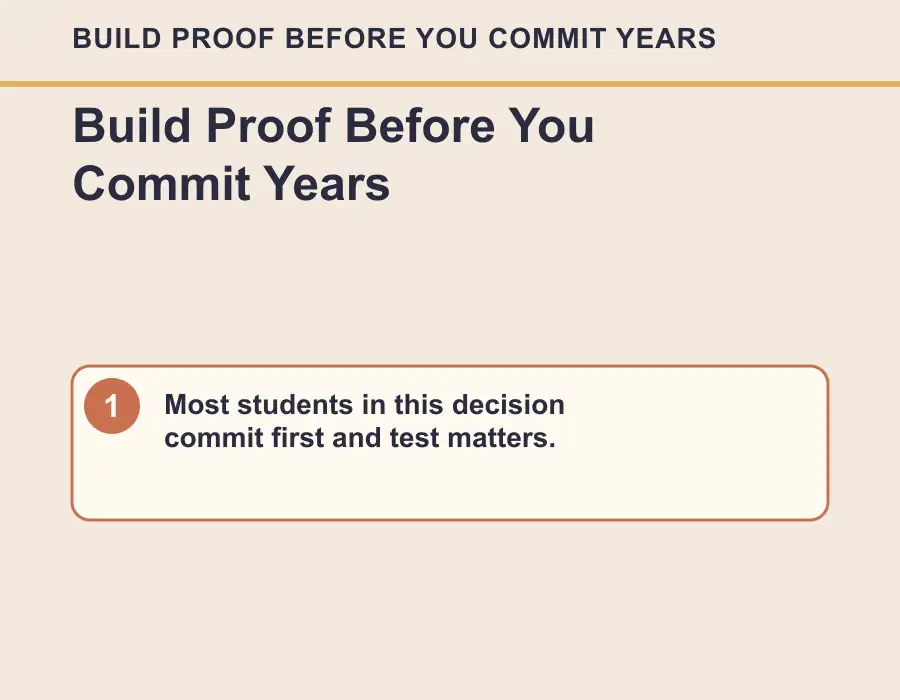 BUILD PROOF BEFORE YOU COMMIT YEARS
Build Proof Before You
Commit Years
1
Most students in this decision
commit first and test matters.